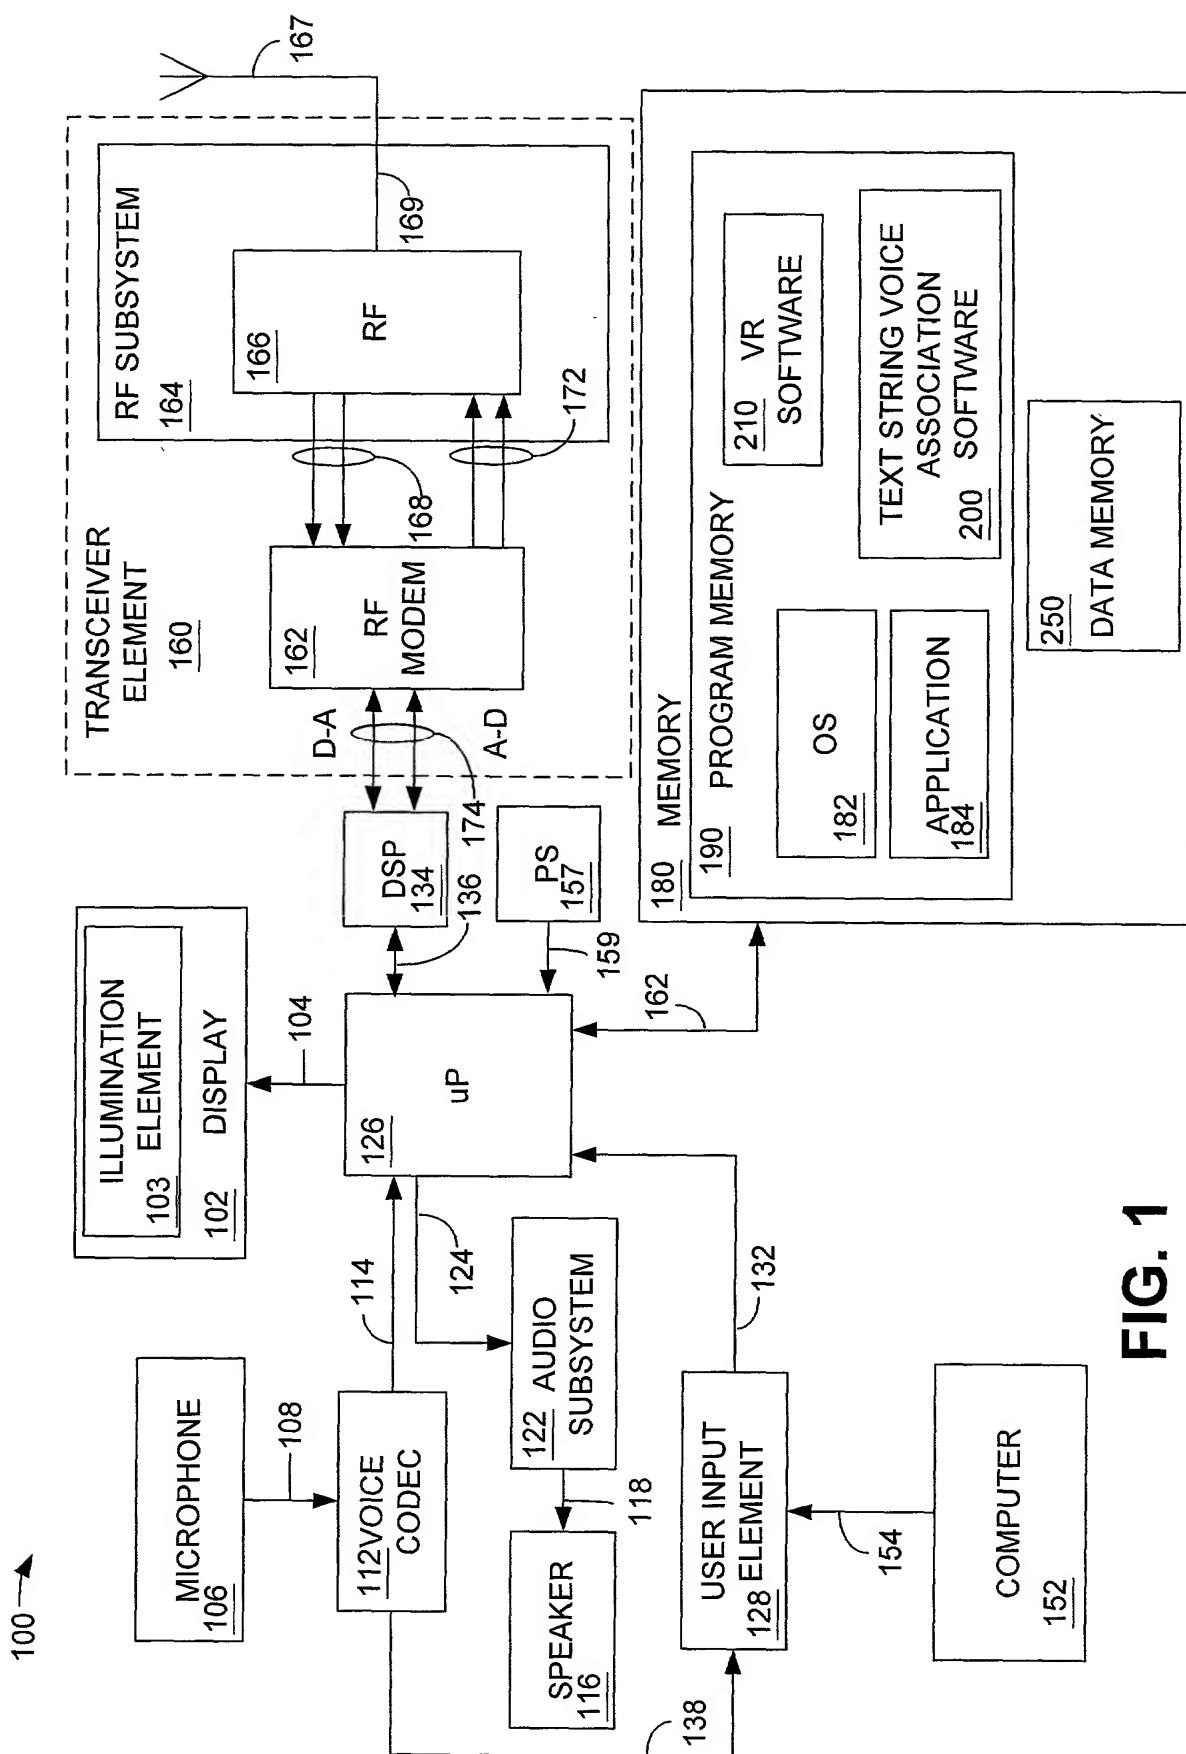 100
MICROPHONE
106
108
112 VOICE
CODEC
114
ILLUMINATION
ELEMENT
103
DISPLAY
102
104
uP
126
124
AUDIO
SUBSYSTEM
122
118
SPEAKER
116
138
USER INPUT
ELEMENT
128
132
COMPUTER
152
154
DSP
134
136
PS
157
159
162
TRANSCEIVER
ELEMENT
160
D-A
A-D
174
RF
MODEM
162
168
172
RF SUBSYSTEM
164
RF
166
169
167
MEMORY
180
PROGRAM MEMORY
190
OS
182
APPLICATION
184
VR
SOFTWARE
210
TEXT STRING VOICE
ASSOCIATION
SOFTWARE
200
DATA MEMORY
250
FIG. 1